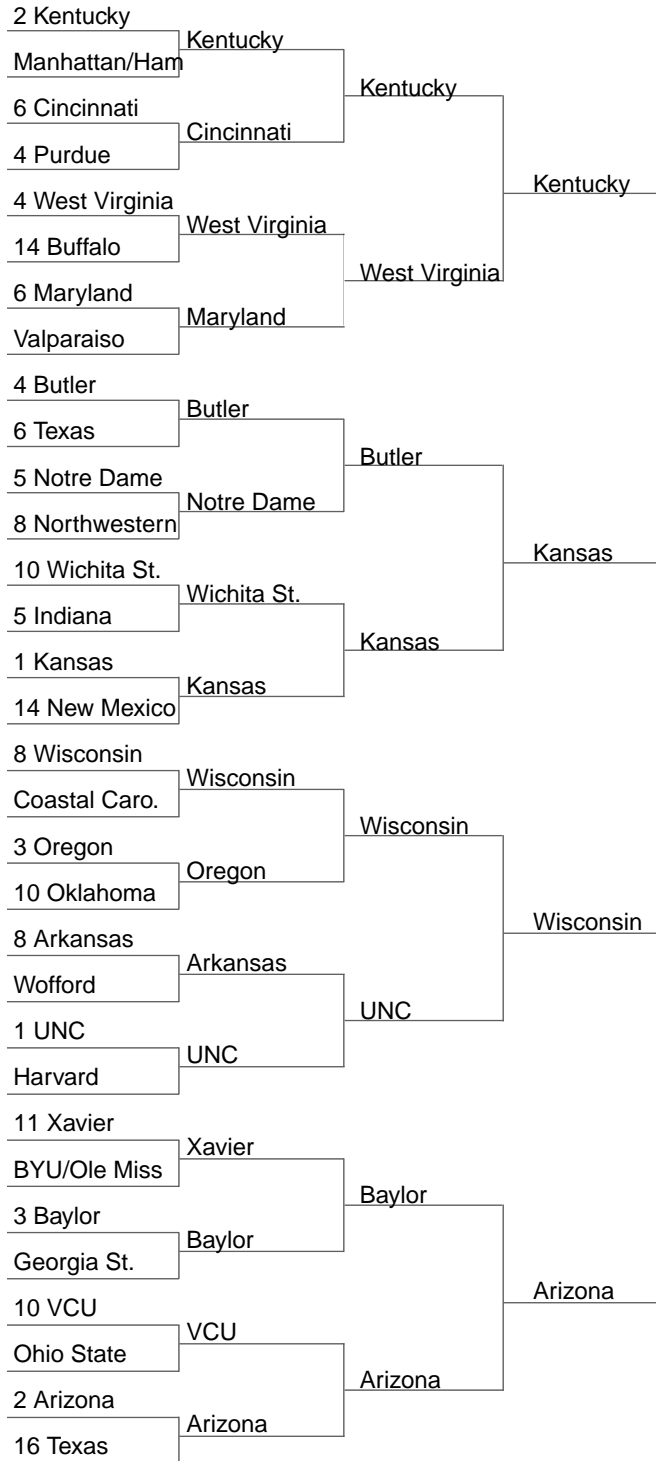 2 Kentucky
Manhattan/Ham
6 Cincinnati
4 Purdue
4 West Virginia
14 Buffalo
6 Maryland
Valparaiso
4 Butler
6 Texas
5 Notre Dame
8 Northwestern
10 Wichita St.
5 Indiana
1 Kansas
14 New Mexico
8 Wisconsin
Coastal Caro.
3 Oregon
10 Oklahoma
8 Arkansas
Wofford
1 UNC
Harvard
11 Xavier
BYU/Ole Miss
3 Baylor
Georgia St.
10 VCU
Ohio State
2 Arizona
16 Texas
Kentucky
Cincinnati
West Virginia
Maryland
Butler
Notre Dame
Wichita St.
Kansas
Wisconsin
Oregon
Arkansas
UNC
Xavier
Baylor
VCU
Arizona
Kentucky
West Virginia
Butler
Kansas
Wisconsin
UNC
Baylor
Arizona
Kentucky
Kansas
Wisconsin
Arizona